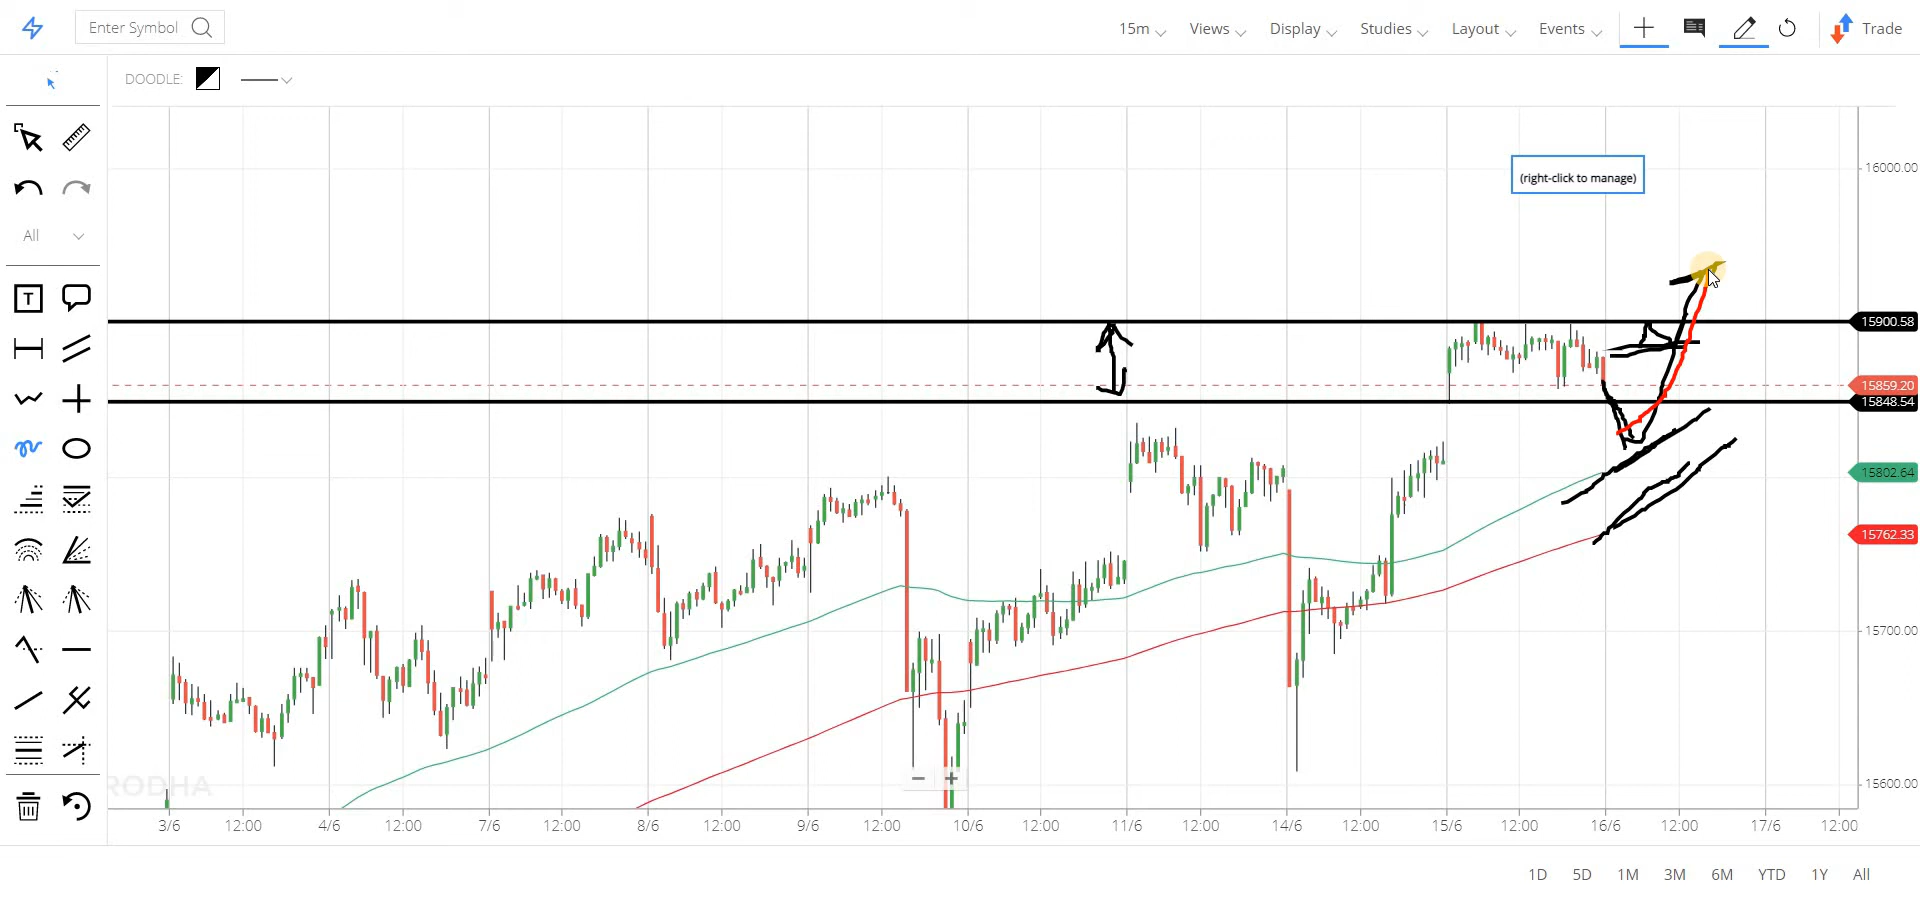 Enter Symbol
15m Views Display Studies Layout Events Trade
DOODLE:
All
T
(right-click to manage)
16000.00
15900.58
15859.20
15848.54
15802.64
15762.33
15700.00
15600.00
RODHA
3/6 12:00 4/6 12:00 7/6 12:00 8/6 12:00 9/6 12:00 10/6 12:00 11/6 12:00 14/6 12:00 15/6 12:00 16/6 12:00 17/6 12:00
1D 5D 1M 3M 6M YTD 1Y All